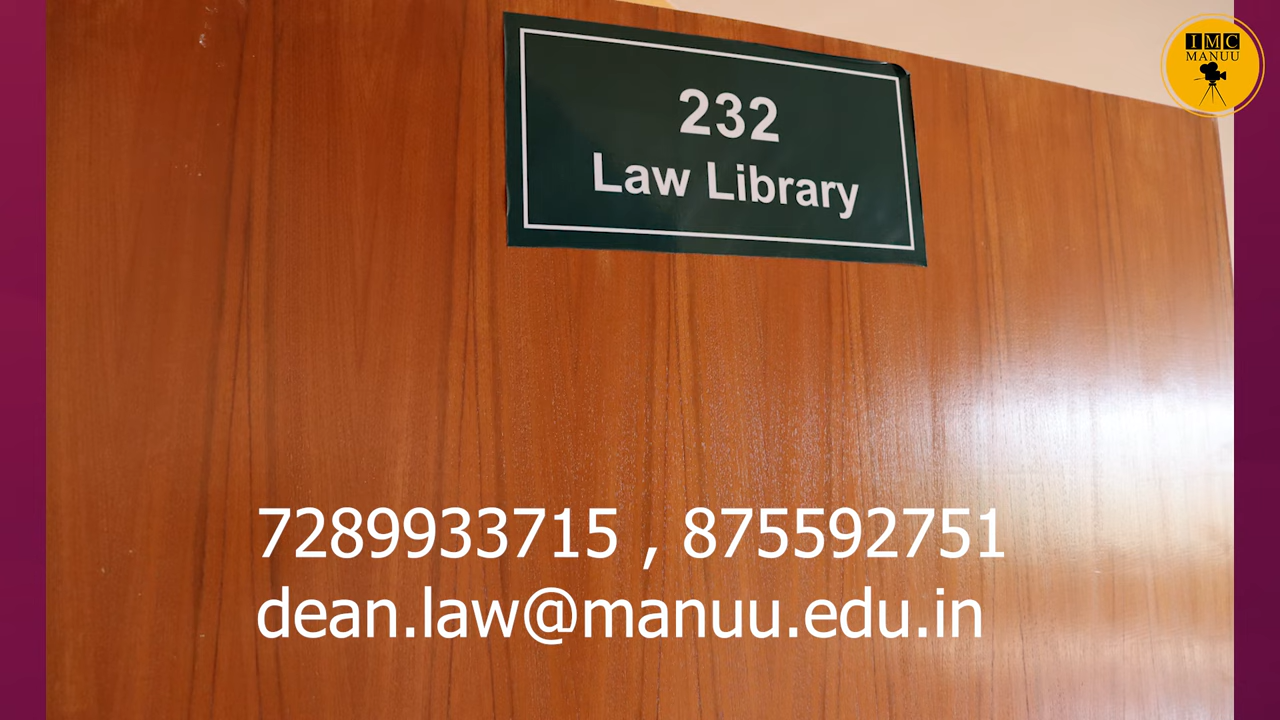 IMC
MANUU
232
Law Library
7289933715 , 875592751
dean.law@manuu.edu.in